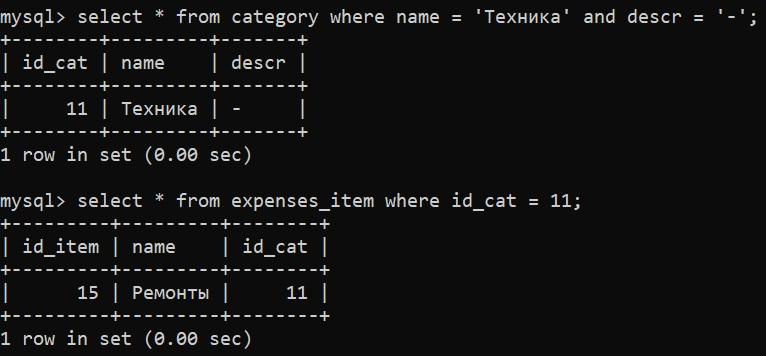 mysql> select * from category where name = 'Техника' and descr = '-';
+--------+---------+-------+
| id_cat | name    | descr |
+--------+---------+-------+
|     11 | Техника | -     |
+--------+---------+-------+
1 row in set (0.00 sec)

mysql> select * from expenses_item where id_cat = 11;
+---------+---------+--------+
| id_item | name    | id_cat |
+---------+---------+--------+
|      15 | Ремонты |     11 |
+---------+---------+--------+
1 row in set (0.00 sec)